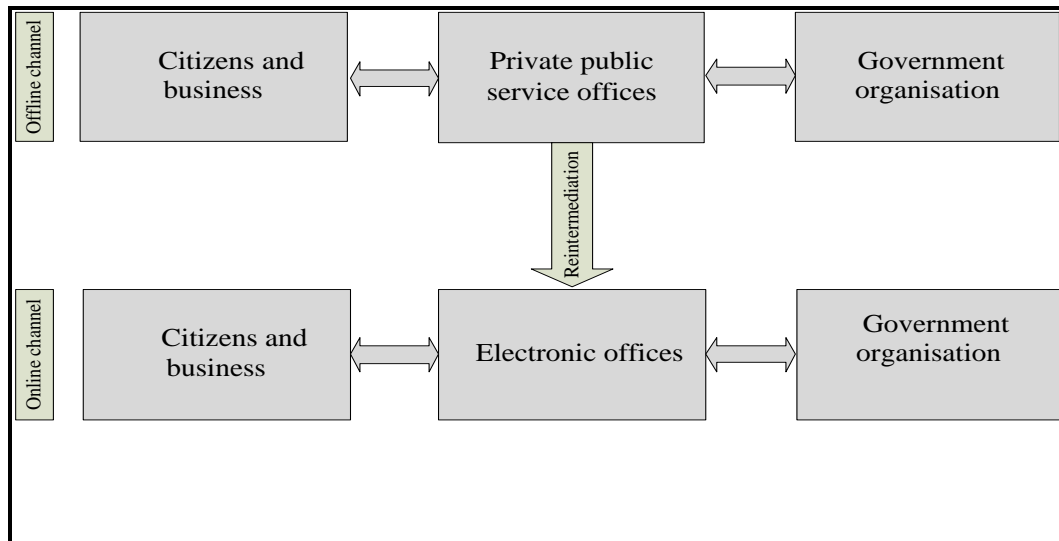 Offline channel
Citizens and
business
Private public
service offices
Government
organisation
Reintermediation
Online channel
Citizens and
business
Electronic offices
Government
organisation